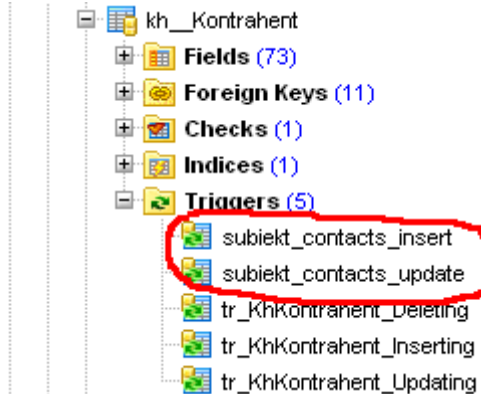 kh__Kontrahent
Fields (73)
Foreign Keys (11)
Checks (1)
Indices (1)
Triggers (5)
subiekt_contacts_insert
subiekt_contacts_update
tr_KhKontrahent_Deleting
tr_KhKontrahent_Inserting
tr_KhKontrahent_Updating